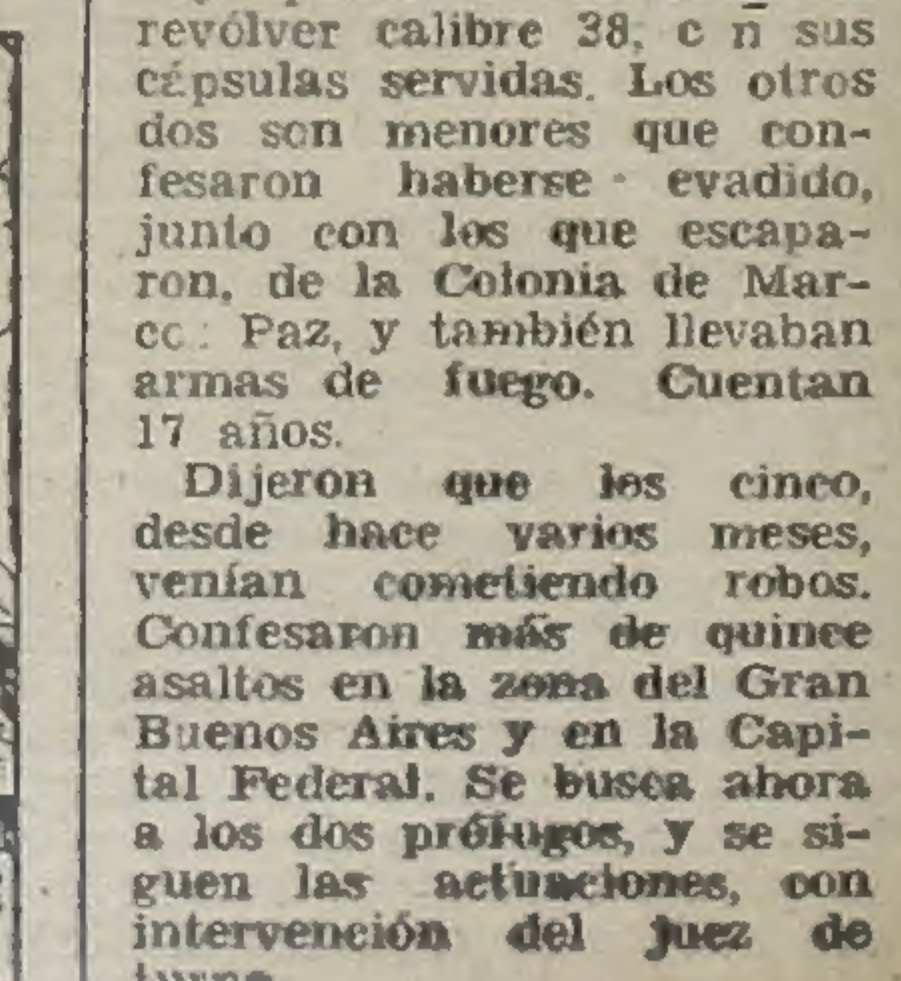 revólver calibre 38, c n sus
cápsulas servidas. Los otros
dos son menores que con-
fesaron haberse evadido,
junto con los que escapa-
ron, de la Colonia de Mar-
cc : Paz, y también llevaban
armas de fuego. Cuentan
17 años.
Dijeron que los cinco,
desde hace varios meses,
venían cometiendo robos.
Confesaron más de quince
asaltos en la zona del Gran
Buenos Aires y en la Capi-
tal Federal. Se busca ahora
a los dos prófugos, y se si-
guen las actuaciones, con
intervención del juez de